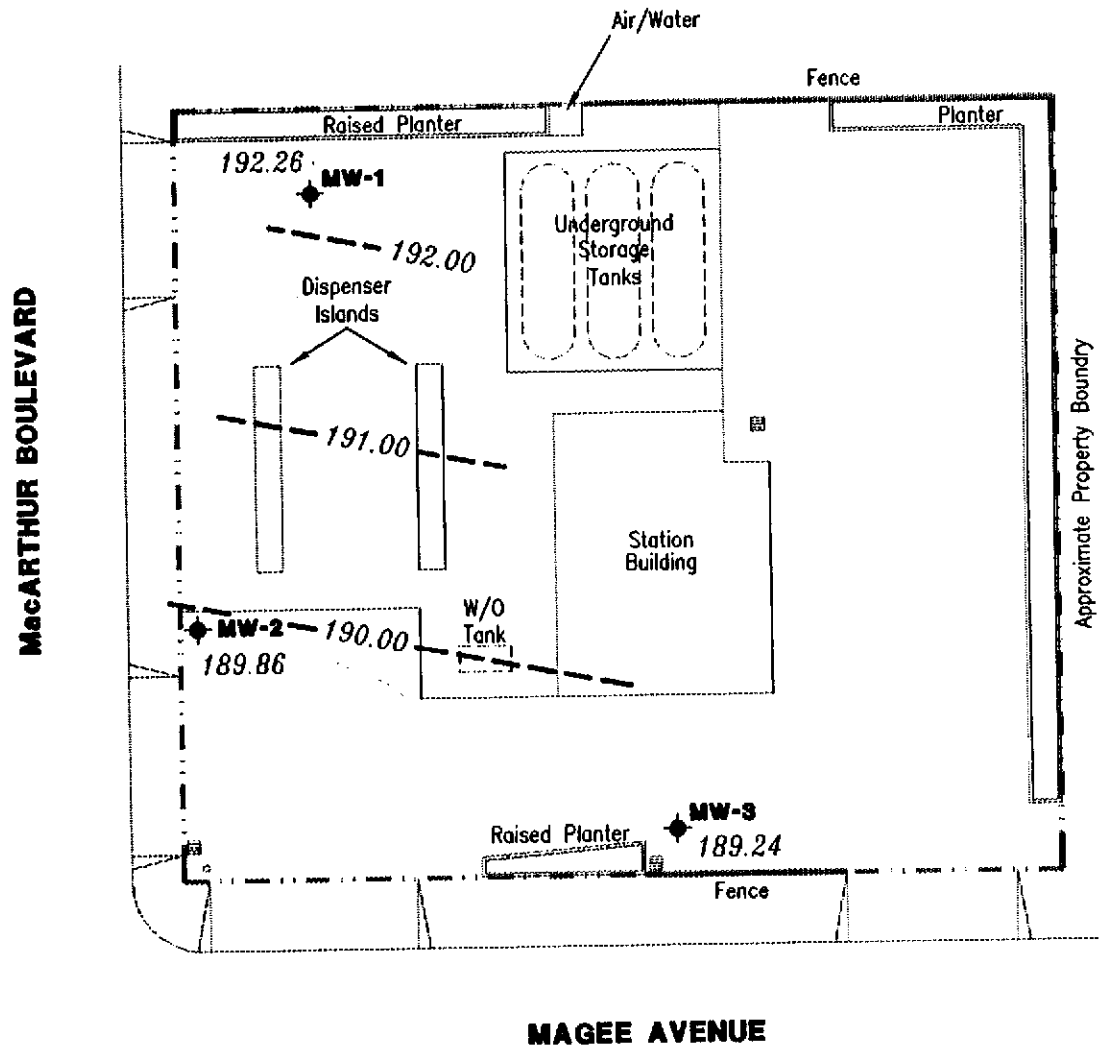 Air/Water
Fence
Raised Planter
Planter
192.26
MW-1
Underground
Storage
Tanks
192.00
Dispenser
Islands
MacARTHUR BOULEVARD
191.00
Approximate Property Boundry
Station
Building
W/O
Tank
MW-2
190.00
189.86
MW-3
Raised Planter
189.24
Fence
MAGEE AVENUE